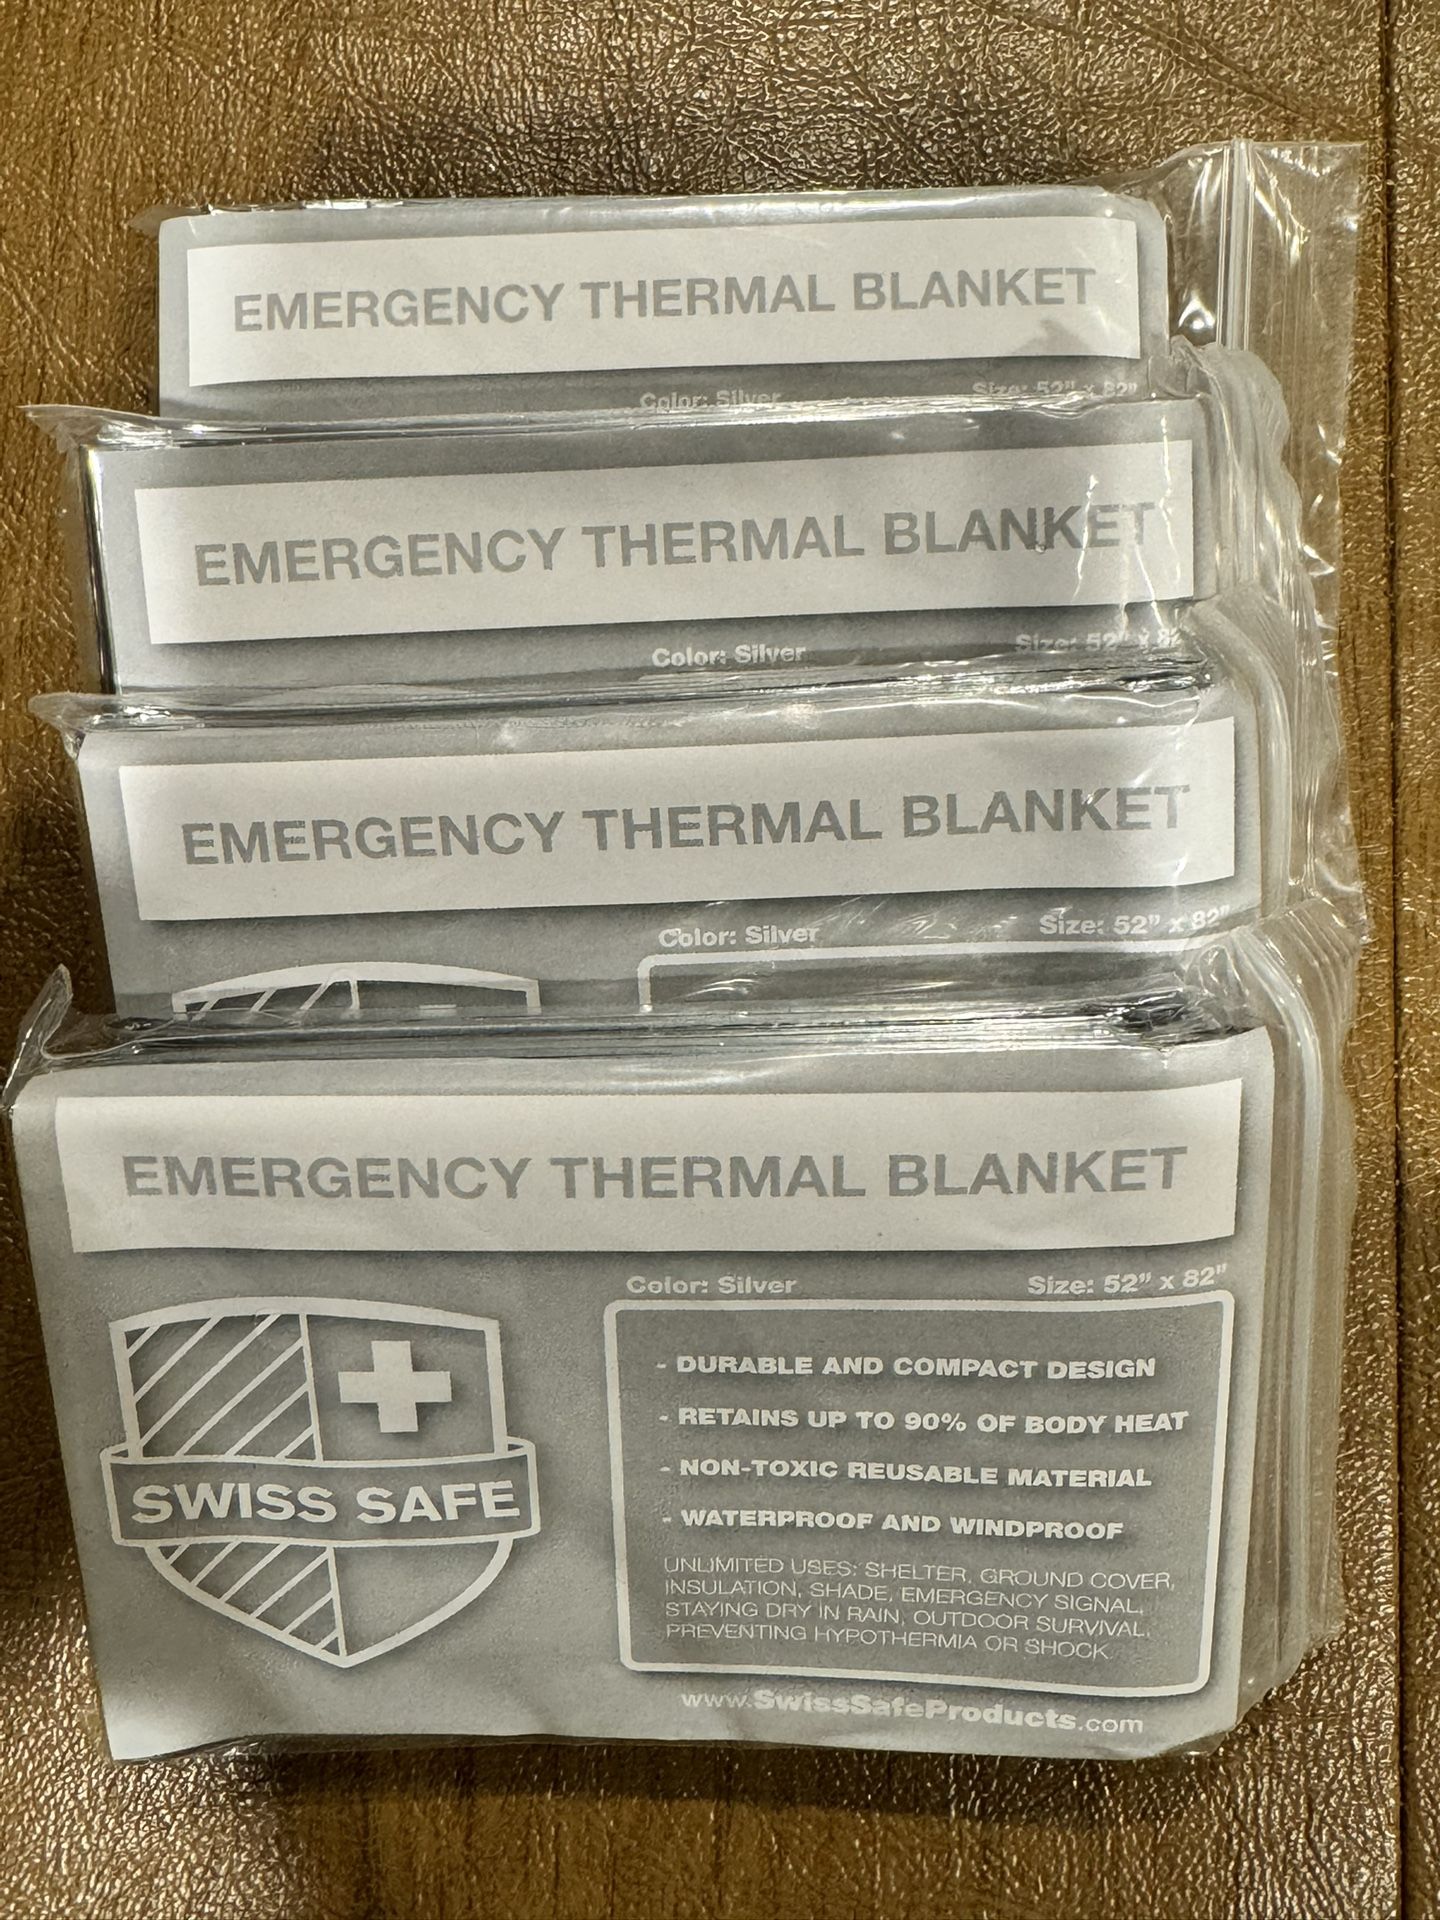 EMERGENCY THERMAL BLANKET
Color: Silver Size: 52" x 82"
EMERGENCY THERMAL BLANKET
Color: Silver Size: 52" x 82
EMERGENCY THERMAL BLANKET
Color: Silver Size: 52" x 82"
EMERGENCY THERMAL BLANKET
Color: Silver Size: 52" x 82"
SWISS SAFE
- DURABLE AND COMPACT DESIGN
- RETAINS UP TO 90% OF BODY HEAT
- NON-TOXIC REUSABLE MATERIAL
- WATERPROOF AND WINDPROOF
UNLIMITED USES: SHELTER, GROUND COVER,
INSULATION, SHADE, EMERGENCY SIGNAL,
STAYING DRY IN RAIN, OUTDOOR SURVIVAL,
PREVENTING HYPOTHERMIA OR SHOCK.
www.SwissSafeProducts.com